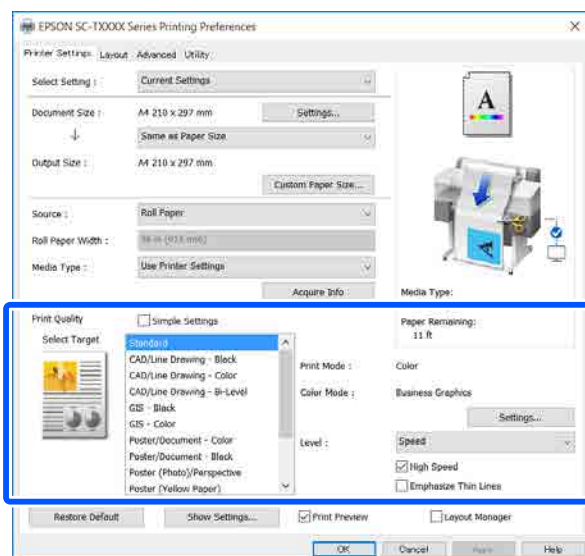 EPSON SC-TXXXX Series Printing Preferences
Printer Settings Layout Advanced Utility
Select Setting : Current Settings
Document Size : A4 210 x 297 mm Settings...
Same as Paper Size
Output Size : A4 210 x 297 mm
Custom Paper Size...
Source : Roll Paper
Roll Paper Width :
Media Type : Use Printer Settings
Acquire Info
A
Media Type:
Paper Remaining:
11 ft
Print Quality Simple Settings
Select Target
Standard
CAD/Line Drawing - Black
CAD/Line Drawing - Color
CAD/Line Drawing - Bi-Level
GIS - Black
GIS - Color
Poster/Document - Color
Poster/Document - Black
Poster (Photo)/Perspective
Poster (Yellow Paper)
Print Mode : Color
Color Mode : Business Graphics
Settings...
Level : Speed
High Speed
Emphasize Thin Lines
Restore Default Show Settings... Print Preview Layout Manager
OK Cancel Apply Help